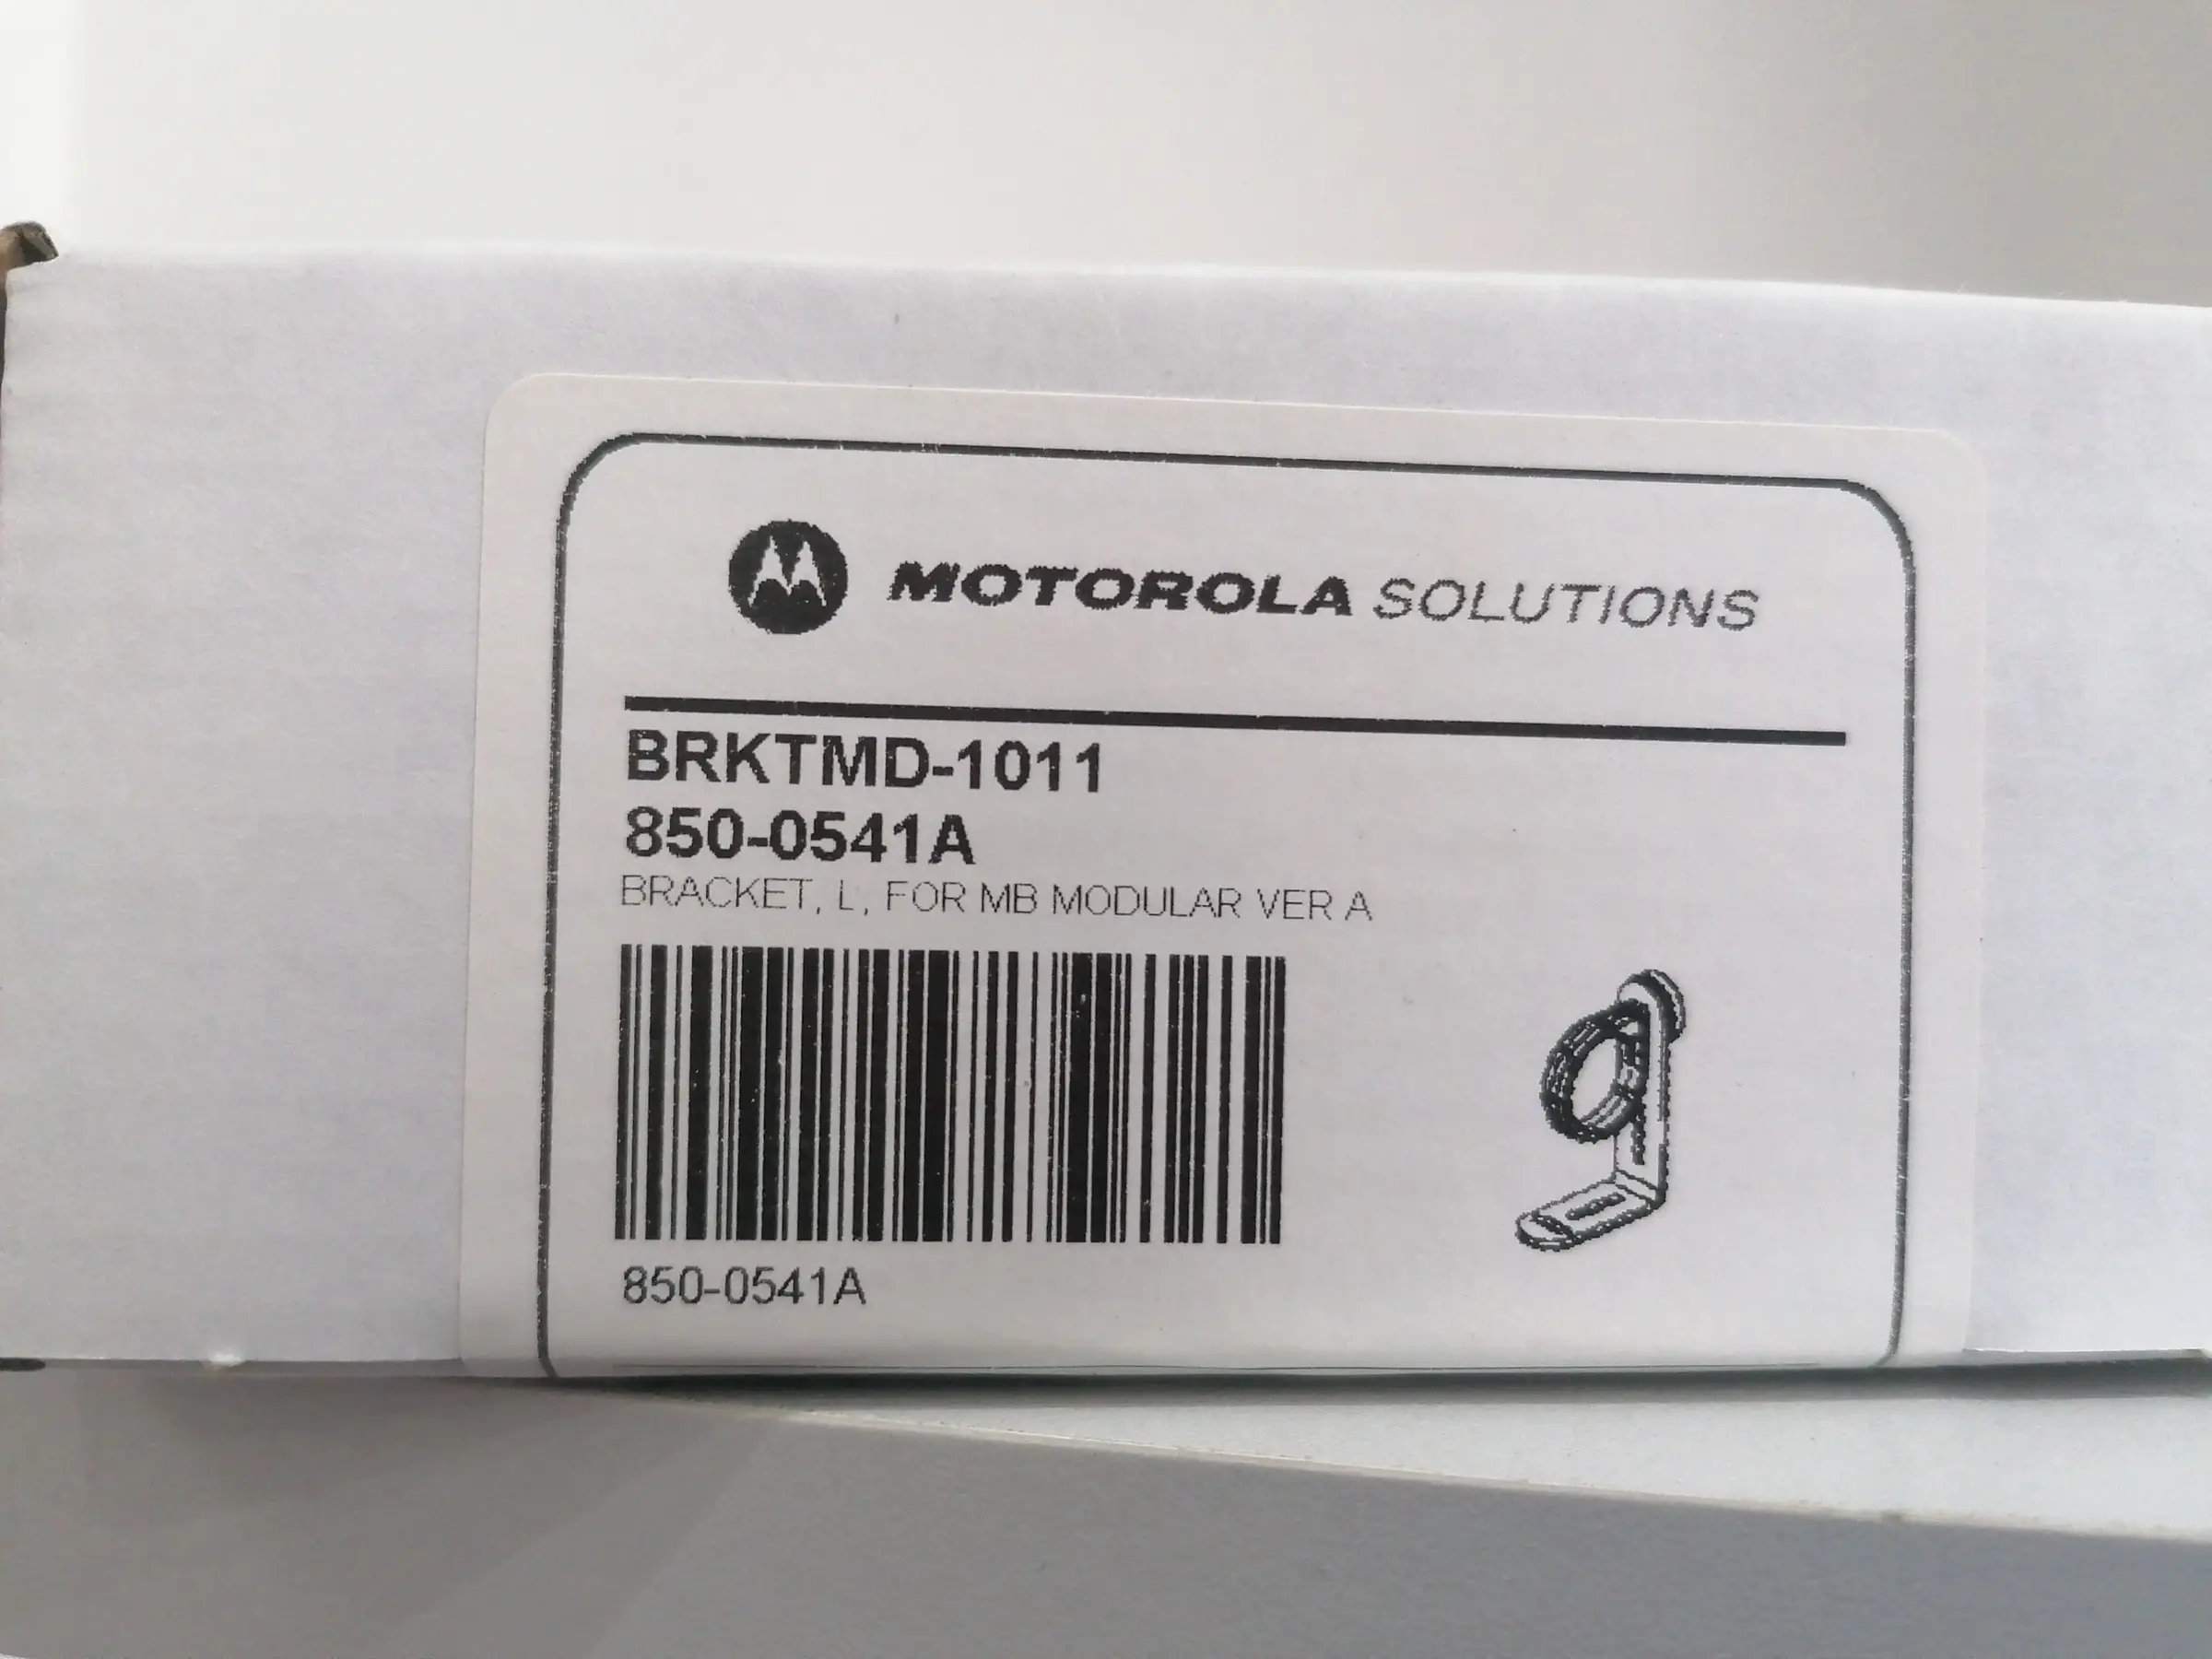 MOTOROLA SOLUTIONS
BRKTMD-1011
850-0541A
BRACKET, L, FOR MB MODULAR VER A
850-0541A